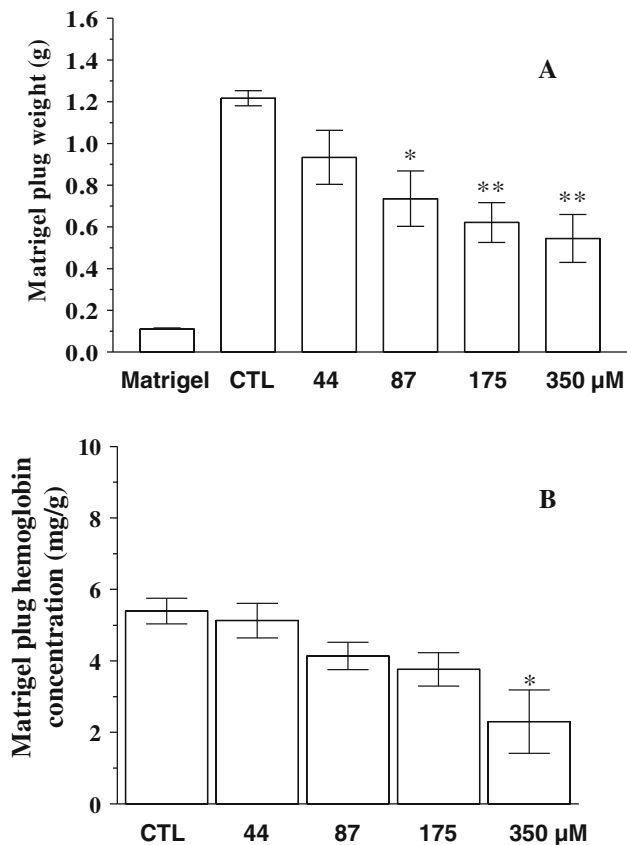 A
Matrigel plug weight (g)
1.6
1.4
1.2
1.0
0.8
0.6
0.4
0.2
0.0
*
**
**
Matrigel CTL 44 87 175 350 µM
B
Matrigel plug hemoglobin
concentration (mg/g)
10
8
6
4
2
0
*
CTL 44 87 175 350 µM